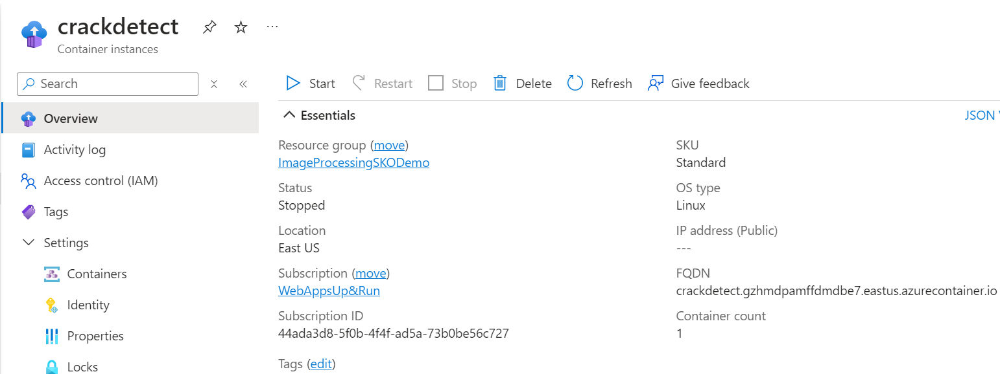 crackdetect
Container instances
Search
Start Restart Stop Delete Refresh Give feedback
Overview
Activity log
Access control (IAM)
Tags
Settings
Containers
Identity
Properties
Locks
Essentials
JSON
Resource group (move)
ImageProcessingSKODemo
Status
Stopped
Location
East US
Subscription (move)
WebAppsUp&Run
Subscription ID
44ada3d8-5f0b-4f4f-ad5a-73b0be56c727
Tags (edit)
SKU
Standard
OS type
Linux
IP address (Public)
---
FQDN
crackdetect.gzhmdpamffdmdbe7.eastus.azurecontainer.io
Container count
1